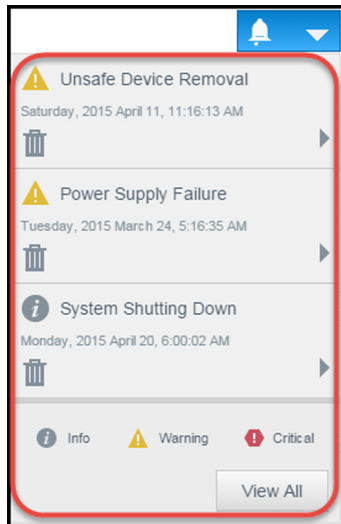 Unsafe Device Removal
Saturday, 2015 April 11, 11:16:13 AM
Power Supply Failure
Tuesday, 2015 March 24, 5:16:35 AM
System Shutting Down
Monday, 2015 April 20, 6:00:02 AM
Info Warning Critical
View All